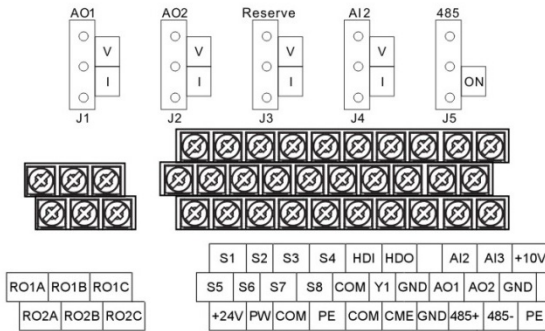 AO1 AO2 Reserve AI2 485
V V V V
I I I I ON
J1 J2 J3 J4 J5
S1 S2 S3 S4 HDI HDO AI2 AI3 +10V
RO1A RO1B RO1C S5 S6 S7 S8 COM Y1 GND AO1 AO2 GND
RO2A RO2B RO2C +24V PW COM PE COM CME GND 485+ 485- PE